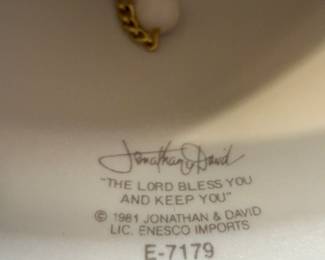 Jonathan & David
"THE LORD BLESS YOU
AND KEEP YOU"
© 1981 JONATHAN & DAVID
LIC. ENESCO IMPORTS
E-7179